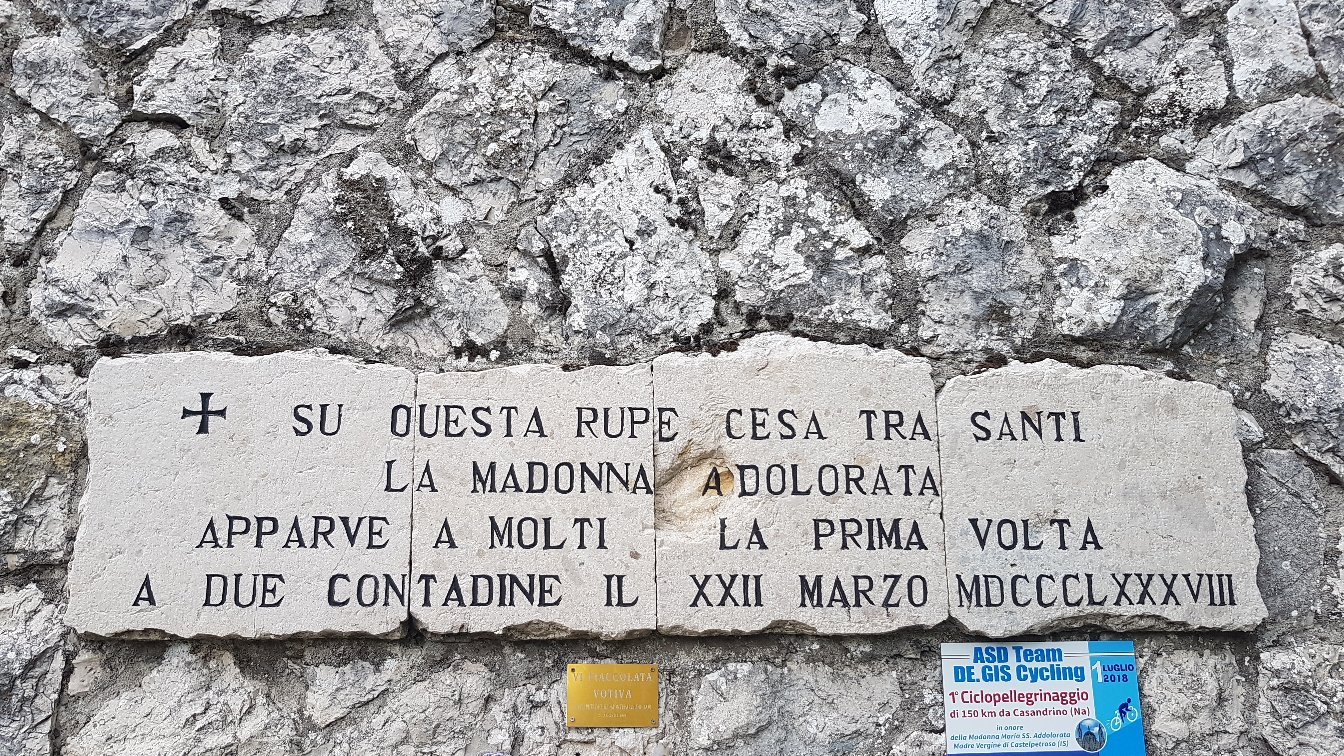 ✠ SU QUESTA RUPE CESA TRA SANTI
LA MADONNA ADDOLORATA
APPARVE A MOLTI LA PRIMA VOLTA
A DUE CONTADINE IL XXII MARZO MDCCCLXXXVIII
VI FIACCOLATA
VOTIVA
ASD Team
DE.GIS Cycling
1 LUGLIO
2018
1° Ciclopellegrinaggio
di 150 km da Casandrino (Na)
in onore
della Madonna Maria SS. Addolorata
Madre Vergine di Castelpetroso (IS)